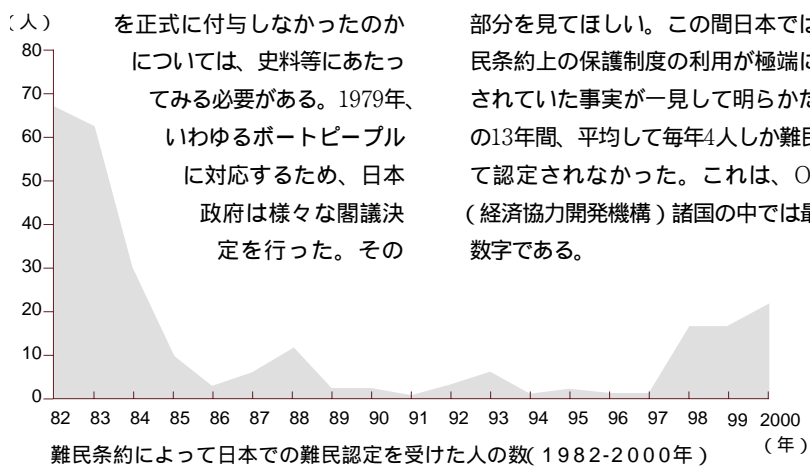 （人）
を正式に付与しなかったのか
については、史料等にあたっ
てみる必要がある。1979年、
いわゆるボートピープル
に対応するため、日本
政府は様々な閣議決
定を行った。その
部分を見てほしい。この間日本では
民条約上の保護制度の利用が極端に
されていた事実が一見して明らかだ
の13年間、平均して毎年4人しか難民
て認定されなかった。これは、O
（経済協力開発機構）諸国の中では最
数字である。
80
70
60
50
40
30
20
10
0
82 83 84 85 86 87 88 89 90 91 92 93 94 95 96 97 98 99 2000
（年）
難民条約によって日本での難民認定を受けた人の数（1982-2000年）